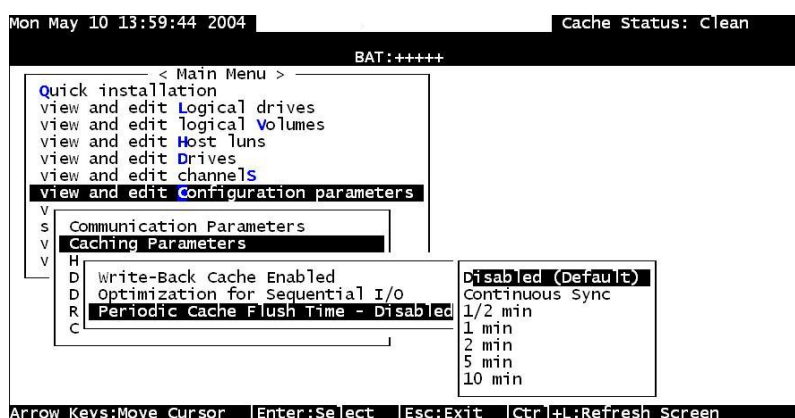 Mon May 10 13:59:44 2004 Cache Status: Clean
BAT:+++++
< Main Menu >
Quick installation
view and edit Logical drives
view and edit logical Volumes
view and edit Host luns
view and edit Drives
view and edit channelS
view and edit Configuration parameters
v
s Communication Parameters
v Caching Parameters
v H
D Write-Back Cache Enabled
D Optimization for Sequential I/O
R Periodic Cache Flush Time - Disabled
C
Disabled (Default)
Continuous Sync
1/2 min
1 min
2 min
5 min
10 min
Arrow Keys:Move Cursor |Enter:Select |Esc:Exit |Ctrl+L:Refresh Screen